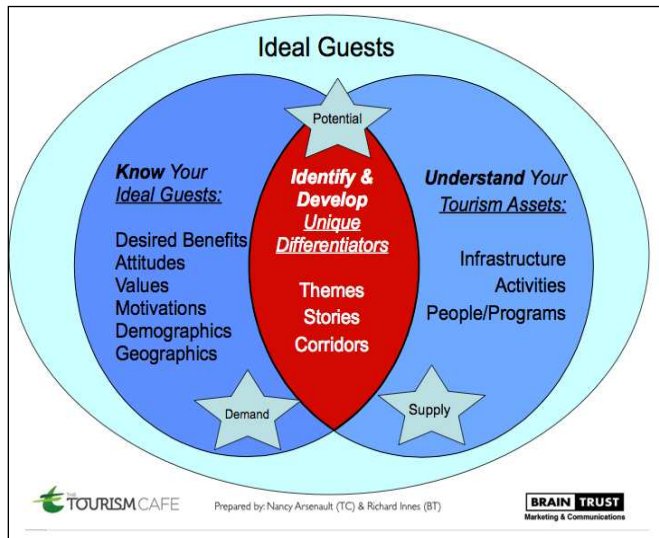 Ideal Guests
Potential
Know Your
Ideal Guests:
Desired Benefits
Attitudes
Values
Motivations
Demographics
Geographics
Identify &
Develop
Unique
Differentiators
Themes
Stories
Corridors
Understand Your
Tourism Assets:
Infrastructure
Activities
People/Programs
Demand
Supply
THE
TOURISMCAFE
Prepared by: Nancy Arsenault (TC) & Richard Innes (BT)
BRAIN TRUST
Marketing & Communications